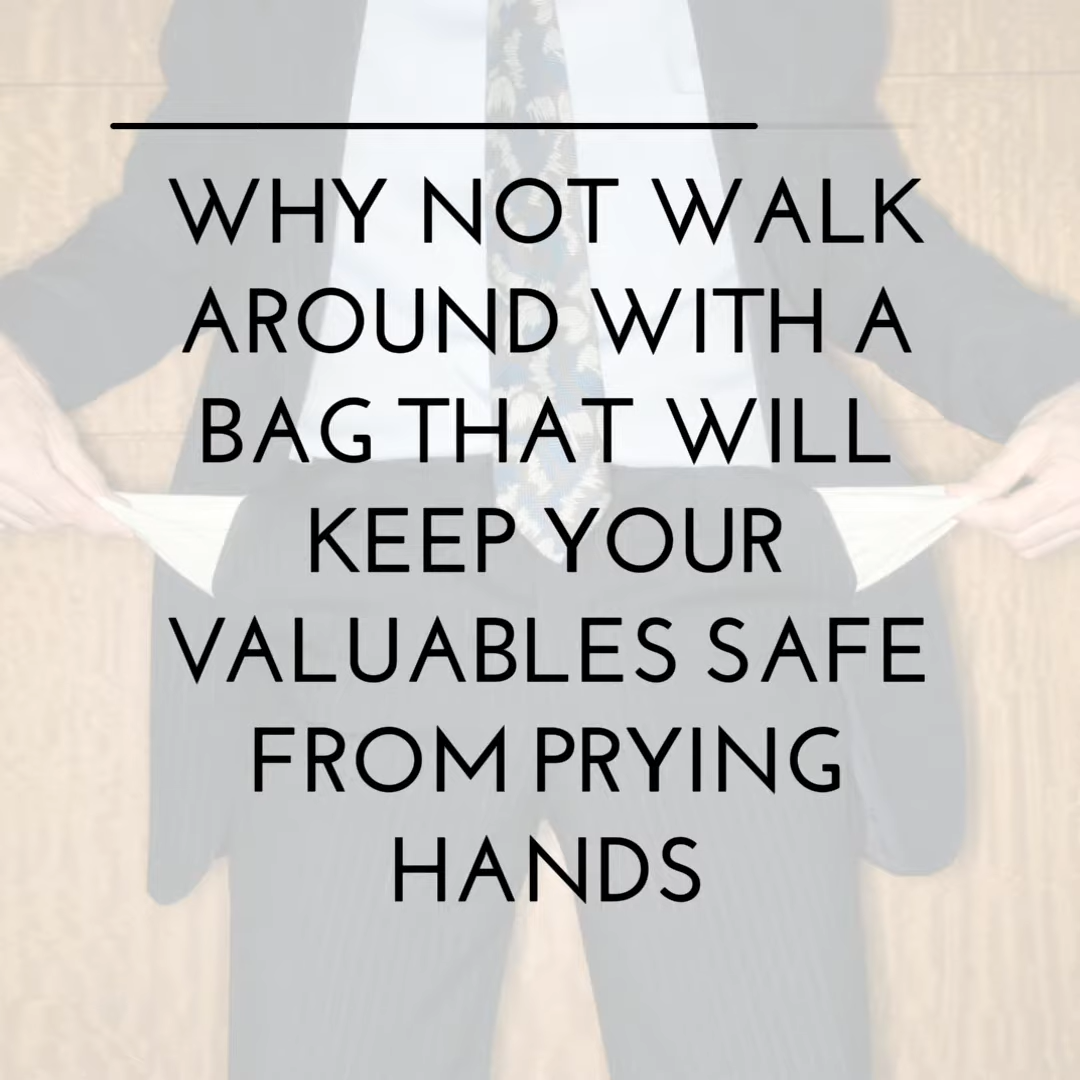 WHY NOT WALK
AROUND WITH A
BAG THAT WILL
KEEP YOUR
VALUABLES SAFE
FROM PRYING
HANDS